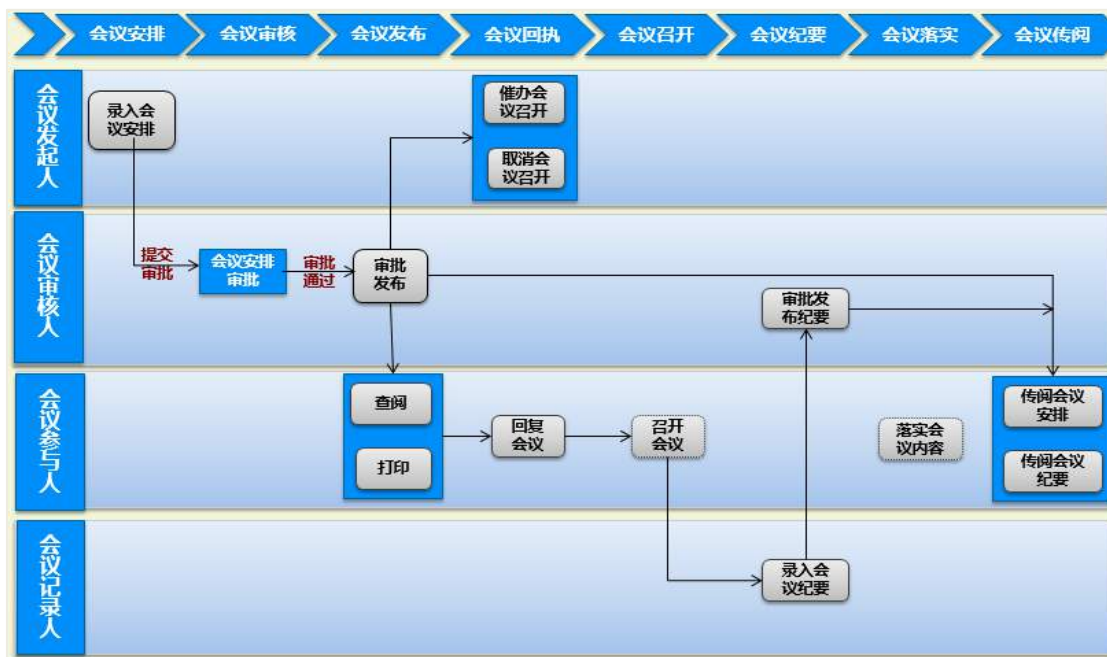 会议安排
会议审核
会议发布
会议回执
会议召开
会议纪要
会议落实
会议传阅
会议发起人
录入会
议安排
催办会
议召开
取消会
议召开
会议审核人
提交
审批
会议安排
审批
审批
通过
审批
发布
审批发
布纪要
会议参与人
查阅
打印
回复
会议
召开
会议
落实会
议内容
传阅会议
安排
传阅会议
纪要
会议记录人
录入会
议纪要